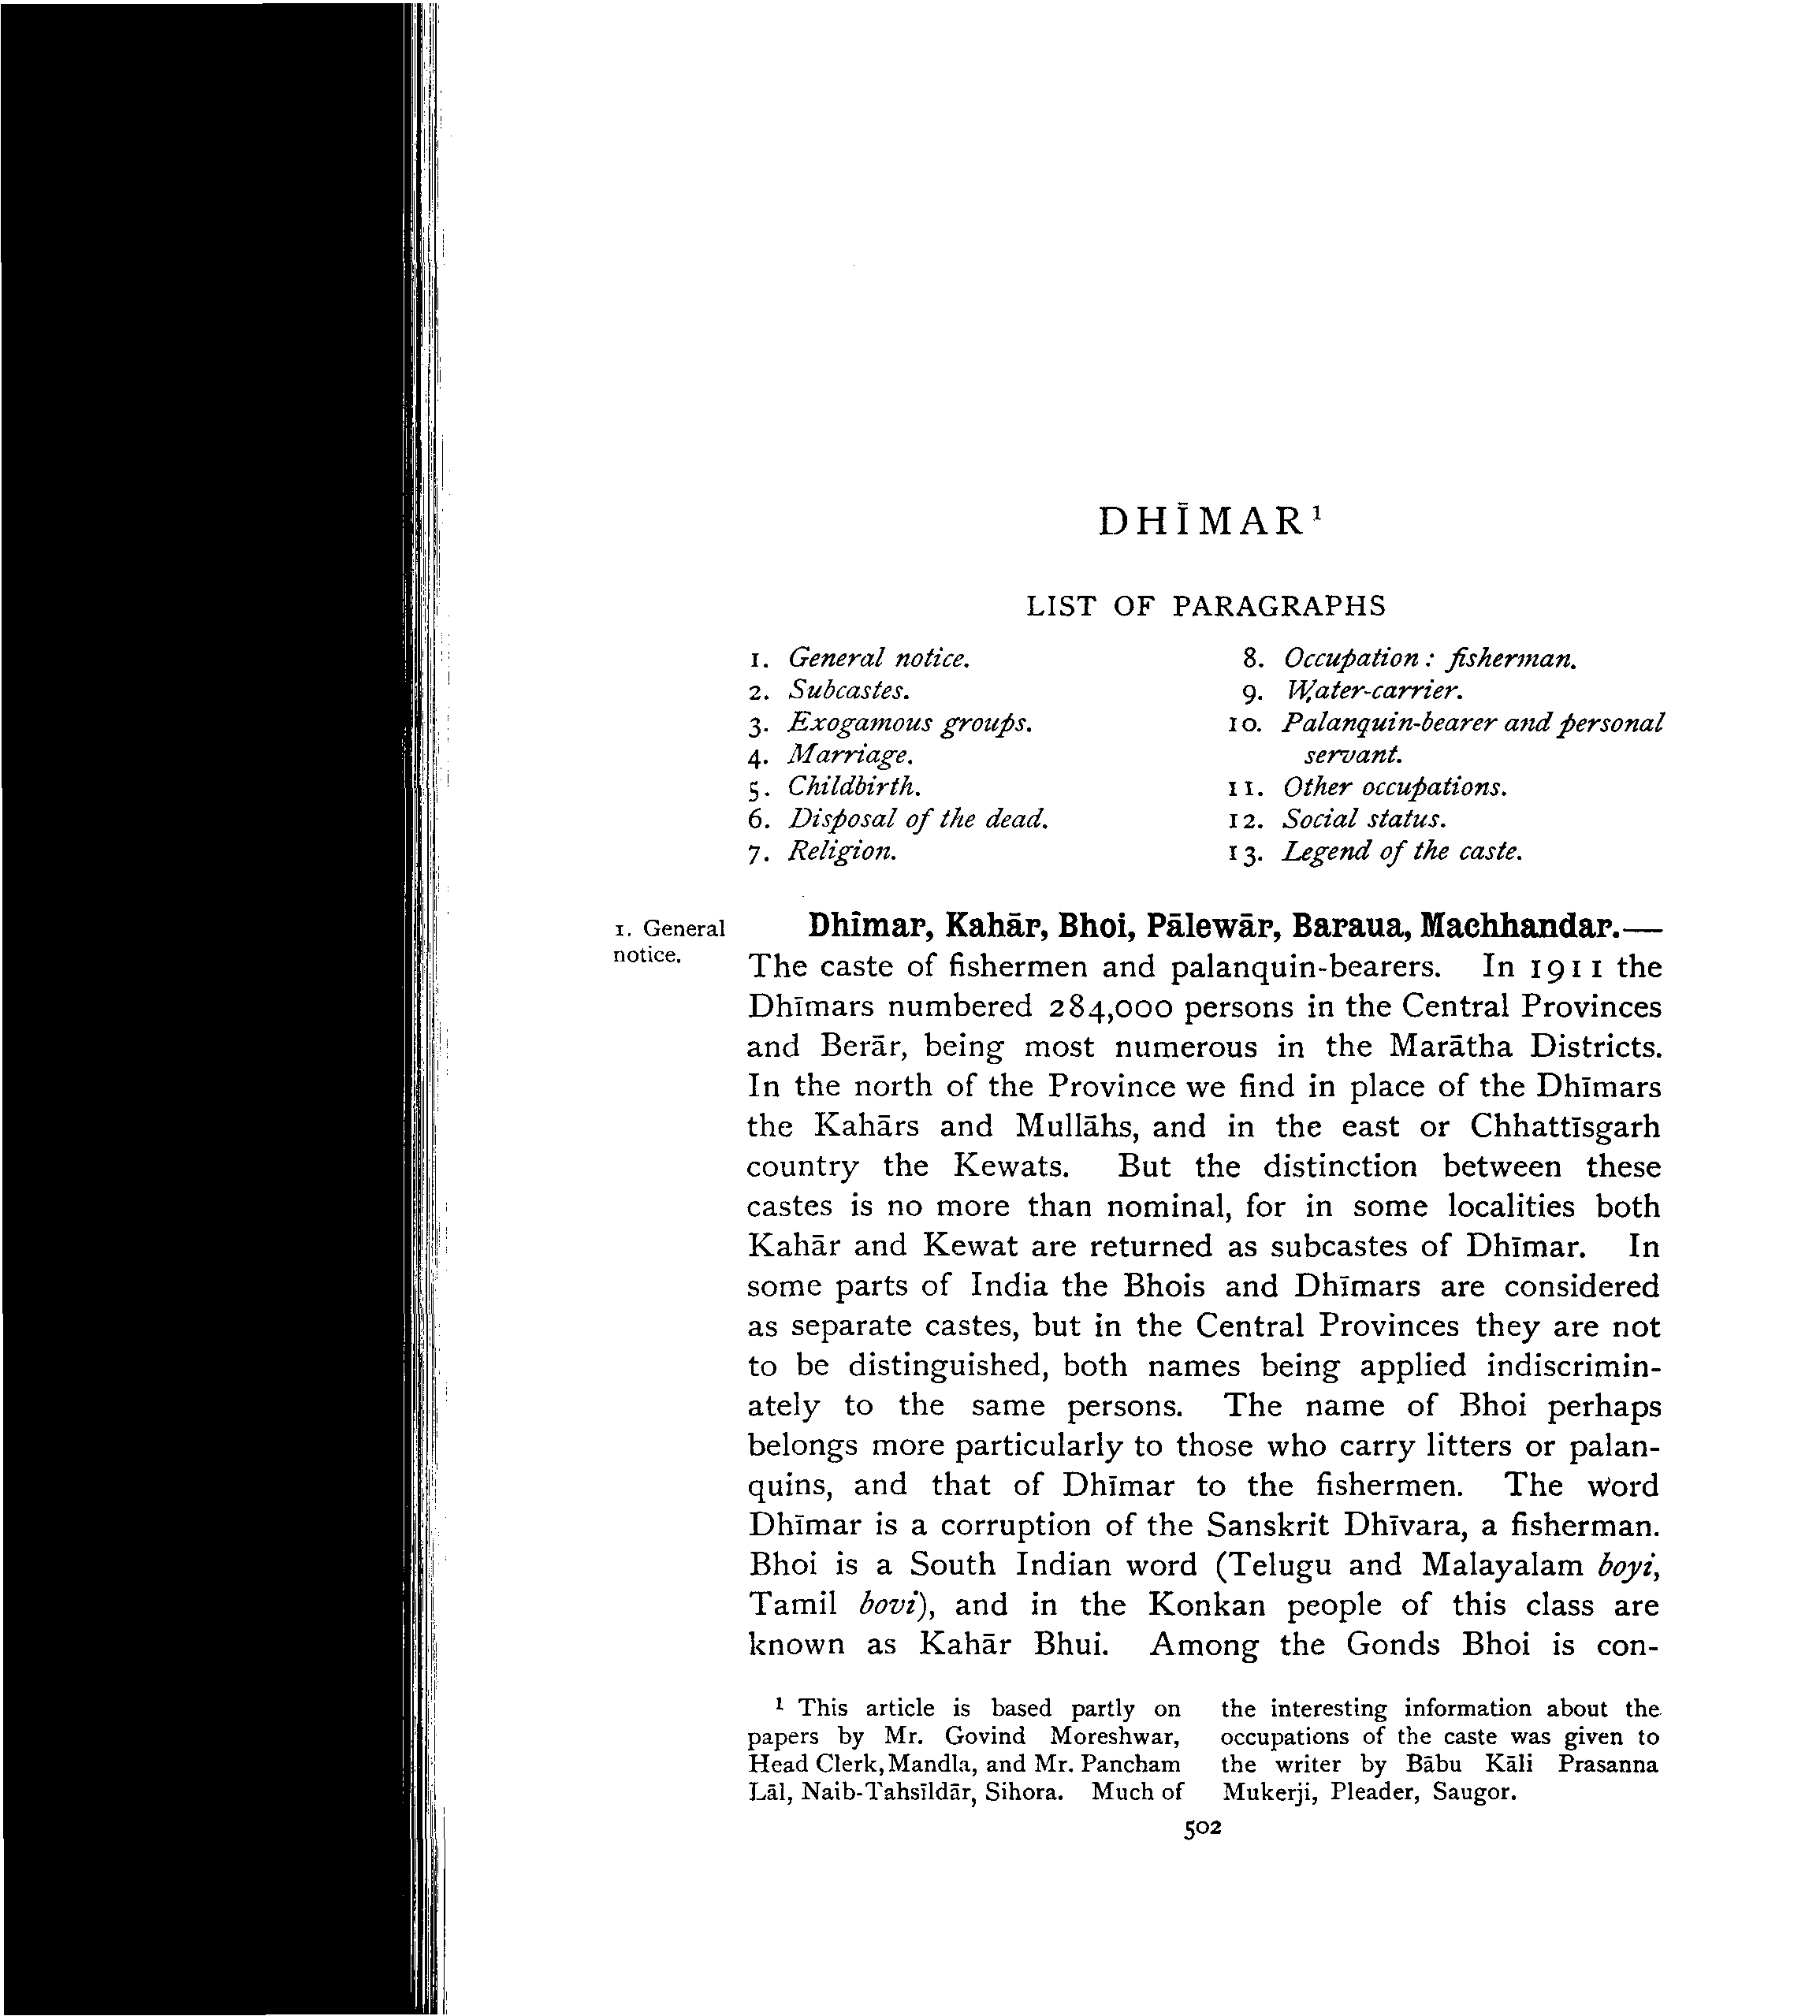 DHĪMAR¹
LIST OF PARAGRAPHS
1. General notice.
2. Subcastes.
3. Exogamous groups.
4. Marriage.
5. Childbirth.
6. Disposal of the dead.
7. Religion.
8. Occupation: fisherman.
9. Water-carrier.
10. Palanquin-bearer and personal
servant.
11. Other occupations.
12. Social status.
13. Legend of the caste.
1. General
notice.
Dhīmar, Kahār, Bhoi, Pālewār, Baraua, Machhandar.—
The caste of fishermen and palanquin-bearers. In 1911 the
Dhīmars numbered 284,000 persons in the Central Provinces
and Berār, being most numerous in the Marātha Districts.
In the north of the Province we find in place of the Dhīmars
the Kahārs and Mullāhs, and in the east or Chhattīsgarh
country the Kewats. But the distinction between these
castes is no more than nominal, for in some localities both
Kahār and Kewat are returned as subcastes of Dhīmar. In
some parts of India the Bhois and Dhīmars are considered
as separate castes, but in the Central Provinces they are not
to be distinguished, both names being applied indiscrimin-
ately to the same persons. The name of Bhoi perhaps
belongs more particularly to those who carry litters or palan-
quins, and that of Dhīmar to the fishermen. The word
Dhīmar is a corruption of the Sanskrit Dhīvara, a fisherman.
Bhoi is a South Indian word (Telugu and Malayalam boyi,
Tamil bovi), and in the Konkan people of this class are
known as Kahār Bhui. Among the Gonds Bhoi is con-
¹ This article is based partly on
papers by Mr. Govind Moreshwar,
Head Clerk, Mandla, and Mr. Pancham
Lāl, Naib-Tahsīldār, Sihora. Much of
the interesting information about the
occupations of the caste was given to
the writer by Bābu Kāli Prasanna
Mukerji, Pleader, Saugor.
502